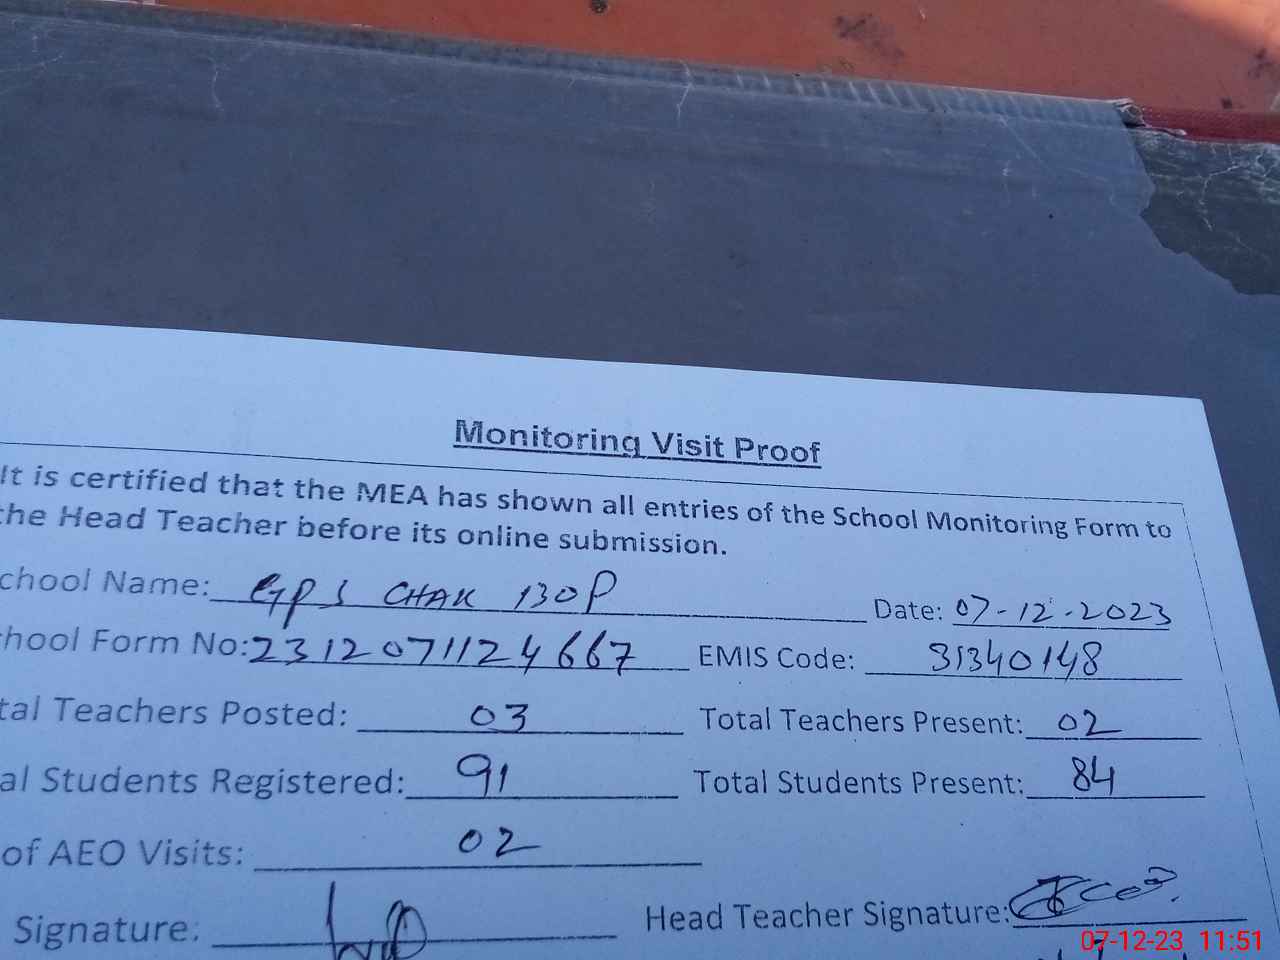 Monitoring Visit Proof
It is certified that the MEA has shown all entries of the School Monitoring Form to
the Head Teacher before its online submission.
chool Name: GPS CHAK 130P Date: 07-12-2023
hool Form No: 2312071124667 EMIS Code: 31340148
tal Teachers Posted: 03 Total Teachers Present: 02
al Students Registered: 91 Total Students Present: 84
of AEO Visits: 02
Signature: Head Teacher Signature:
07-12-23 11:51